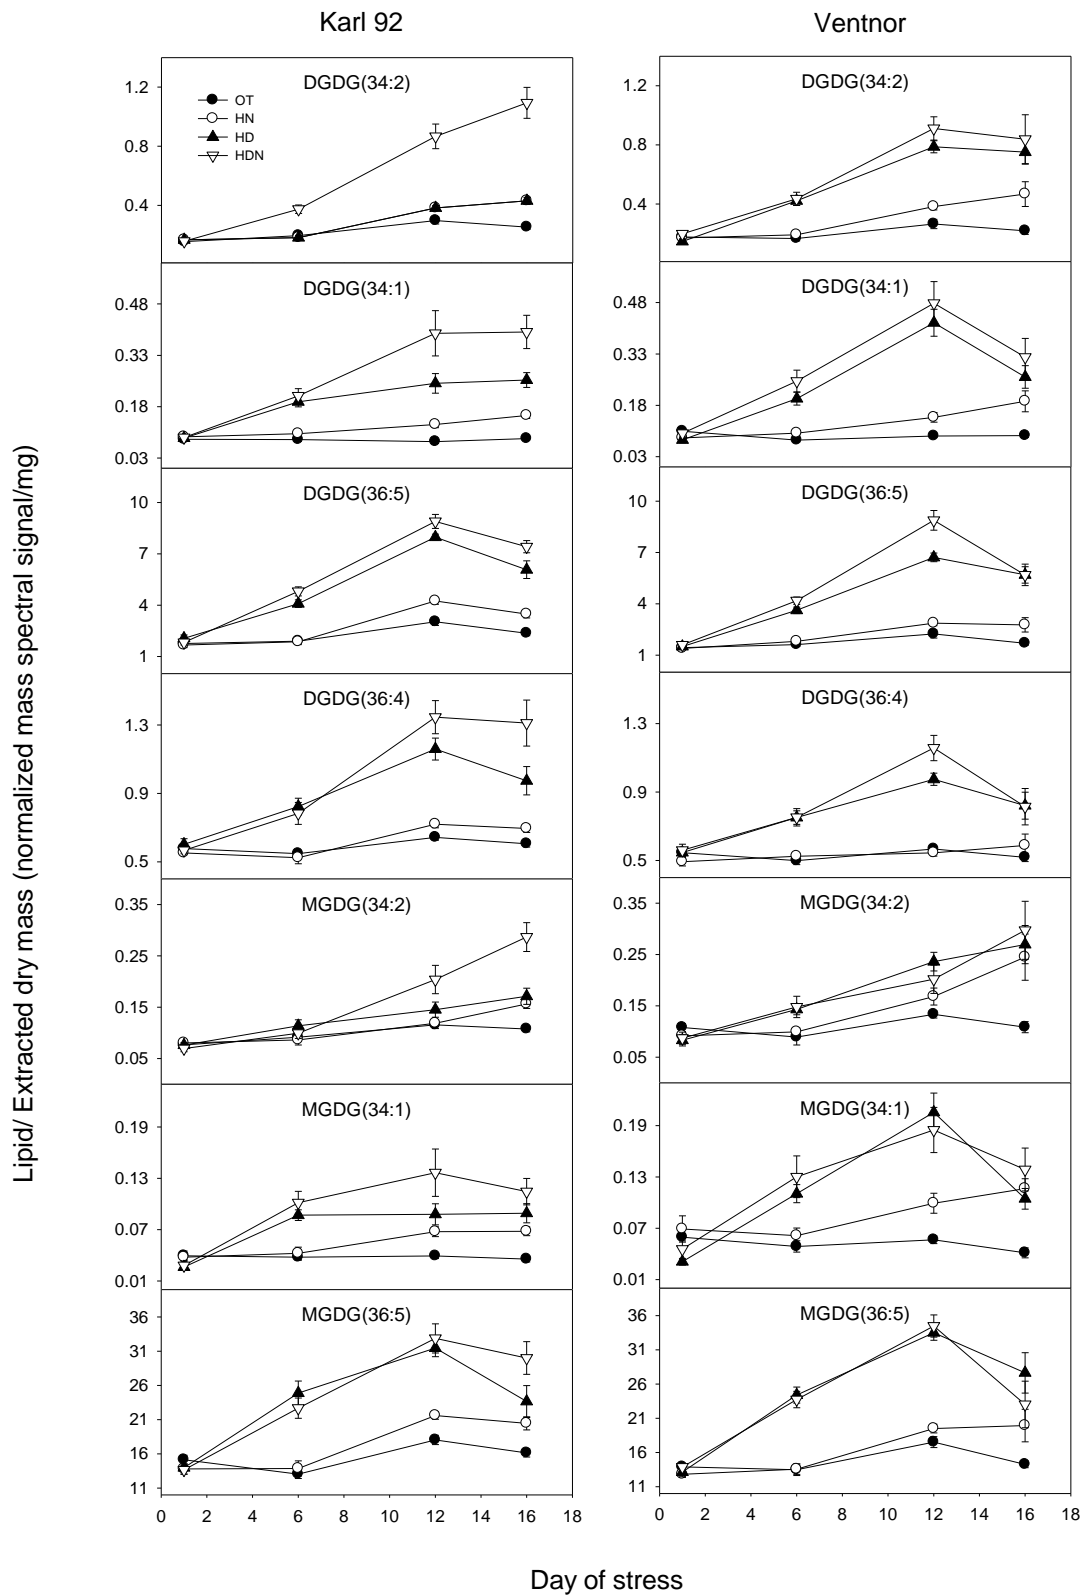 Karl 92
Ventnor
Lipid/ Extracted dry mass (normalized mass spectral signal/mg)
DGDG(34:2)
OT
HN
HD
HDN
1.2
0.8
0.4
DGDG(34:2)
1.2
0.8
0.4
DGDG(34:1)
0.48
0.33
0.18
0.03
DGDG(34:1)
0.48
0.33
0.18
0.03
DGDG(36:5)
10
7
4
1
DGDG(36:5)
10
7
4
1
DGDG(36:4)
1.3
0.9
0.5
DGDG(36:4)
1.3
0.9
0.5
MGDG(34:2)
0.35
0.25
0.15
0.05
MGDG(34:2)
0.35
0.25
0.15
0.05
MGDG(34:1)
0.19
0.13
0.07
0.01
MGDG(34:1)
0.19
0.13
0.07
0.01
MGDG(36:5)
36
31
26
21
16
11
MGDG(36:5)
36
31
26
21
16
11
0 2 4 6 8 10 12 14 16 18
0 2 4 6 8 10 12 14 16 18
Day of stress